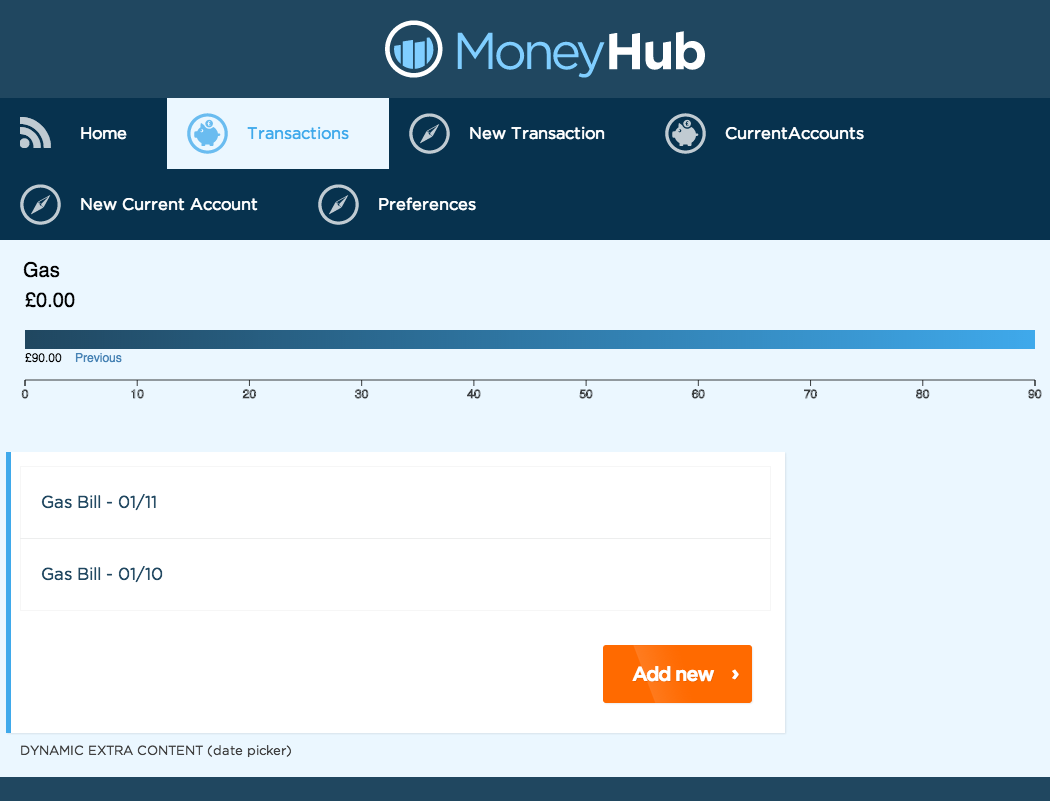 MoneyHub
Home
Transactions
New Transaction
CurrentAccounts
New Current Account
Preferences
Gas
£0.00
£90.00 Previous
0 10 20 30 40 50 60 70 80 90
Gas Bill - 01/11
Gas Bill - 01/10
Add new ›
DYNAMIC EXTRA CONTENT (date picker)